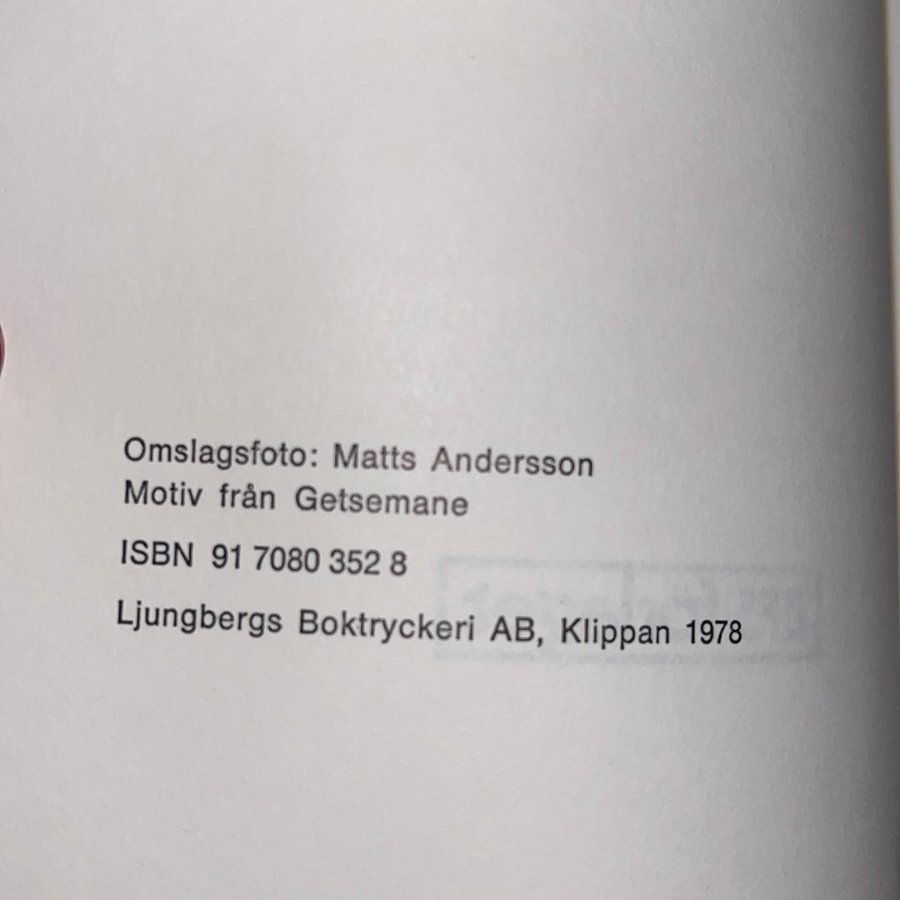 Omslagsfoto: Matts Andersson
Motiv från Getsemane
ISBN 91 7080 352 8
Ljungbergs Boktryckeri AB, Klippan 1978